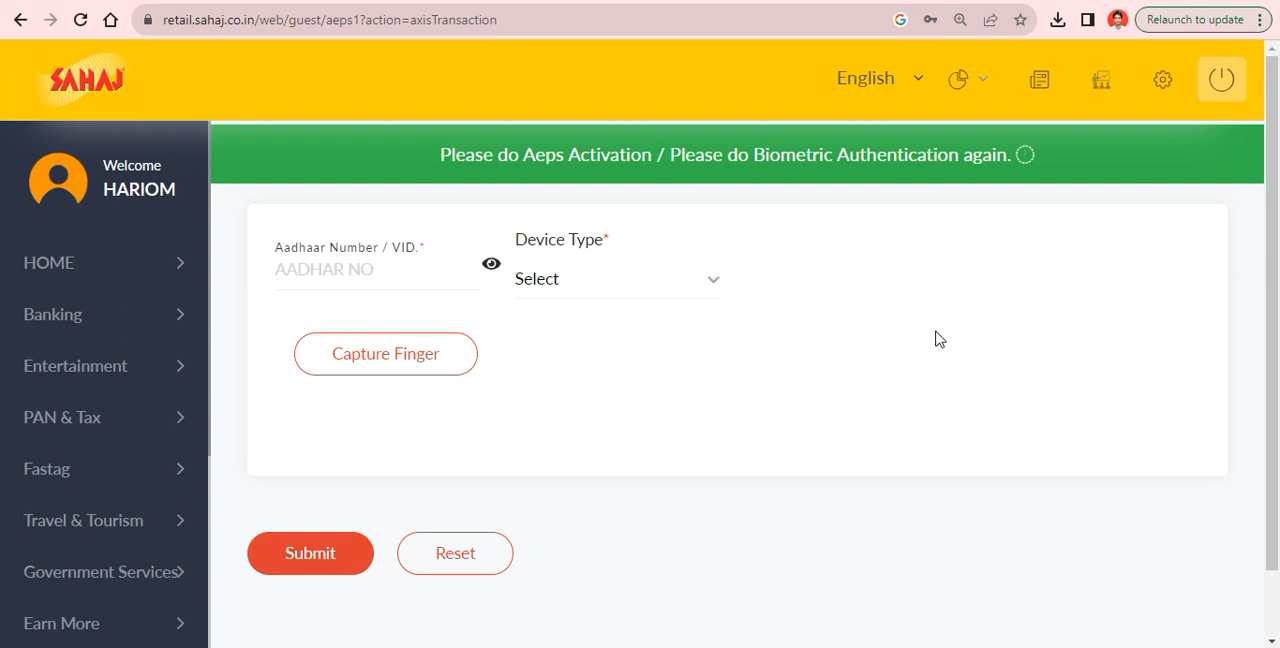 retail.sahaj.co.in/web/guest/aeps1?action=axisTransaction
Relaunch to update
SAHAJ
English
Welcome
HARIOM
Please do Aeps Activation / Please do Biometric Authentication again.
HOME
Banking
Entertainment
PAN & Tax
Fastag
Travel & Tourism
Government Services
Earn More
Aadhaar Number / VID.*
AADHAR NO
Device Type*
Select
Capture Finger
Submit
Reset